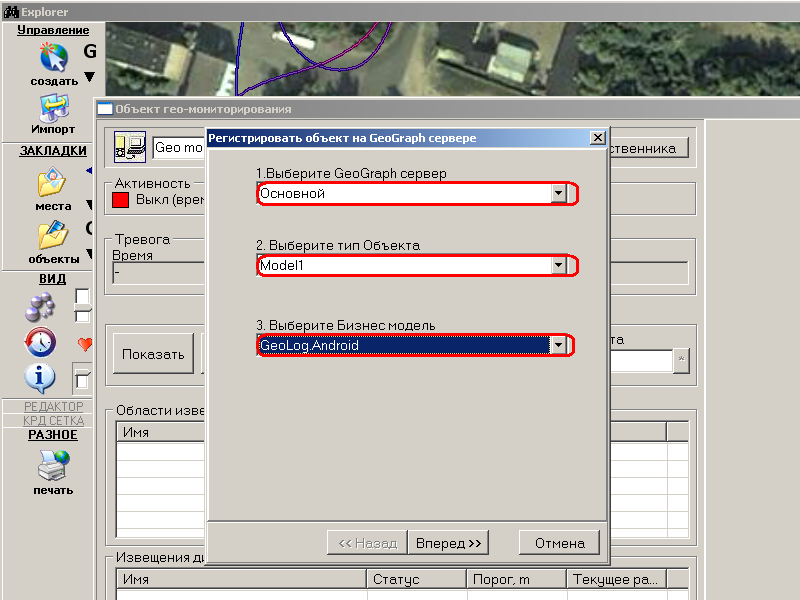 Explorer
Управление
G
создать
Импорт
ЗАКЛАДКИ
места
объекты
ВИД
РЕДАКТОР
КРД СЕТКА
РАЗНОЕ
печать
Объект гео-мониторирования
Geo mo
ственника
Активность
Выкл (врем
Тревога
Время
-
Показать
та
*
Области изве
Имя
Регистрировать объект на GeoGraph сервере
1.Выберите GeoGraph сервер
Основной
2. Выберите тип Объекта
Model1
3. Выберите Бизнес модель
GeoLog.Android
<< Назад
Вперед >>
Отмена
Извещения ди
Имя
Статус
Порог, m
Текущее ра...